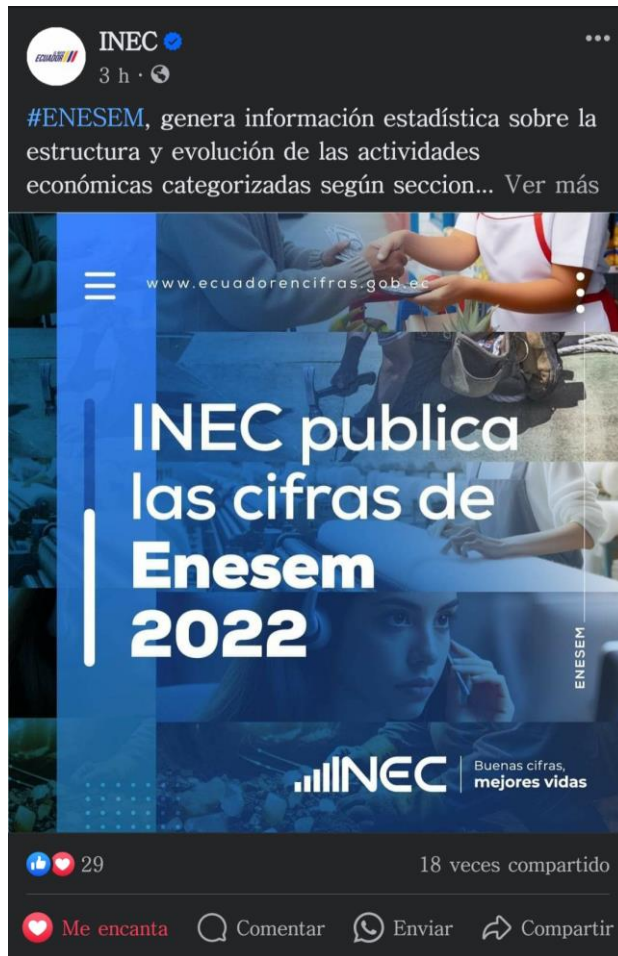 INEC
3 h ·
#ENESEM, genera información estadística sobre la
estructura y evolución de las actividades
económicas categorizadas según seccion... Ver más
ECUADOR
www.ecuadorencifras.gob.ec
INEC publica
las cifras de
Enesem
2022
ENESEM
INEC
Buenas cifras,
mejores vidas
29
18 veces compartido
Me encanta
Comentar
Enviar
Compartir